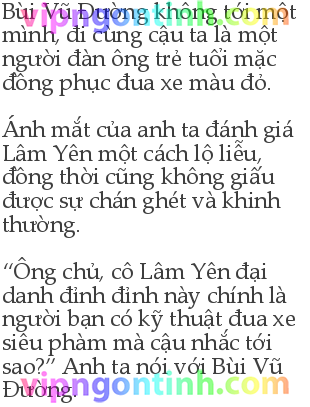 Bùi Vũ Đường không tới một
vipngontinh.com
mình, đi cùng cậu ta là một
người đàn ông trẻ tuổi mặc
đồng phục đua xe màu đỏ.
Ánh mắt của anh ta đánh giá
Lâm Yên một cách lộ liễu,
đồng thời cũng không giấu
được sự chán ghét và khinh
thường.
“Ông chủ, cô Lâm Yên đại
danh đỉnh đỉnh này chính là
người bạn có kỹ thuật đua xe
siêu phàm mà cậu nhắc tới
sao?” Anh ta nói với Bùi Vũ
Đường.
vipngontinh.com